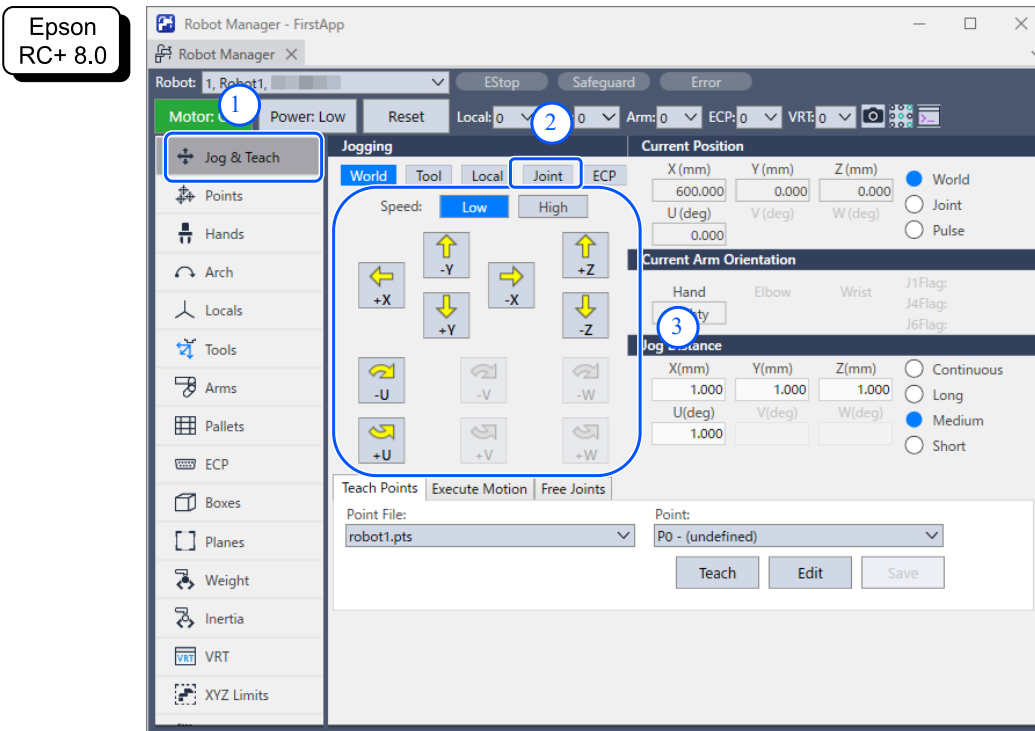 Epson
RC+ 8.0
Robot Manager - FirstApp
Robot Manager
Robot: 1, Robot1,
EStop Safeguard Error
1
Motor: Power: Low Reset Local: 0 2 0 Arm: 0 ECP: 0 VRT: 0
Jog & Teach
Points
Hands
Arch
Locals
Tools
Arms
Pallets
ECP
Boxes
Planes
Weight
Inertia
VRT
XYZ Limits
Jogging
World Tool Local Joint ECP
Speed: Low High
-Y +Z
+X -X
+Y -Z
-U -V -W
+U +V +W
Current Position
X (mm) Y (mm) Z (mm)
600.000 0.000 0.000
U (deg) V (deg) W (deg)
0.000
World
Joint
Pulse
Current Arm Orientation
Hand Elbow Wrist
3
J1Flag:
J4Flag:
J6Flag:
Jog Distance
X(mm) Y(mm) Z(mm)
1.000 1.000 1.000
U(deg) V(deg) W(deg)
1.000
Continuous
Long
Medium
Short
Teach Points Execute Motion Free Joints
Point File: Point:
robot1.pts P0 - (undefined)
Teach Edit Save